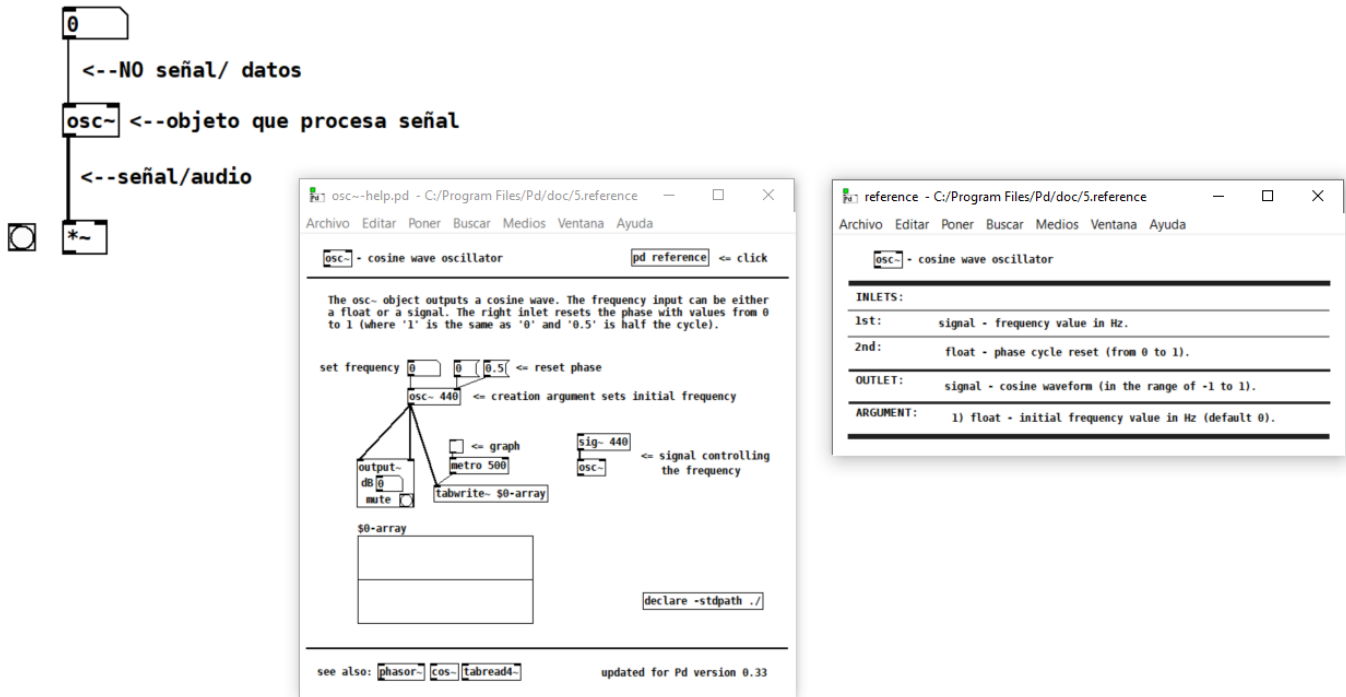 0
<--NO señal/ datos
osc~ <--objeto que procesa señal
<--señal/audio
*~
osc~-help.pd - C:/Program Files/Pd/doc/5.reference
Archivo Editar Poner Buscar Medios Ventana Ayuda
osc~ - cosine wave oscillator
pd reference <= click
The osc~ object outputs a cosine wave. The frequency input can be either
a float or a signal. The right inlet resets the phase with values from 0
to 1 (where '1' is the same as '0' and '0.5' is half the cycle).
set frequency 0 0 0.5 <= reset phase
osc~ 440 <= creation argument sets initial frequency
<= graph
metro 500
output~
dB 0
mute
tabwrite~ $0-array
sig~ 440
osc~
<= signal controlling
the frequency
$0-array
declare -stdpath ./
see also: phasor~ cos~ tabread4~
updated for Pd version 0.33
reference - C:/Program Files/Pd/doc/5.reference
Archivo Editar Poner Buscar Medios Ventana Ayuda
osc~ - cosine wave oscillator
INLETS:
1st: signal - frequency value in Hz.
2nd: float - phase cycle reset (from 0 to 1).
OUTLET: signal - cosine waveform (in the range of -1 to 1).
ARGUMENT: 1) float - initial frequency value in Hz (default 0).